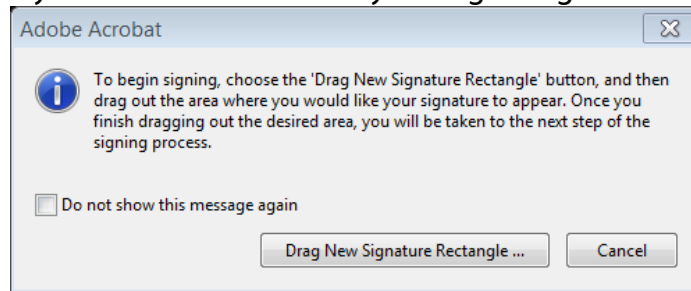 Adobe Acrobat
To begin signing, choose the 'Drag New Signature Rectangle' button, and then
drag out the area where you would like your signature to appear. Once you
finish dragging out the desired area, you will be taken to the next step of the
signing process.
Do not show this message again
Drag New Signature Rectangle ...
Cancel